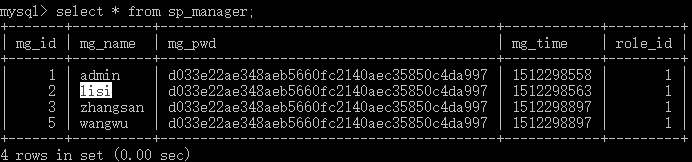 mysql> select * from sp_manager;
+-------+----------+------------------------------------------+------------+---------+
| mg_id | mg_name | mg_pwd | mg_time | role_id |
+-------+----------+------------------------------------------+------------+---------+
| 1 | admin | d033e22ae348aeb5660fc2140aec35850c4da997 | 1512298558 | 1 |
| 2 | lisi | d033e22ae348aeb5660fc2140aec35850c4da997 | 1512298563 | 1 |
| 3 | zhangsan | d033e22ae348aeb5660fc2140aec35850c4da997 | 1512298897 | 1 |
| 5 | wangwu | d033e22ae348aeb5660fc2140aec35850c4da997 | 1512298897 | 1 |
+-------+----------+------------------------------------------+------------+---------+
4 rows in set (0.00 sec)